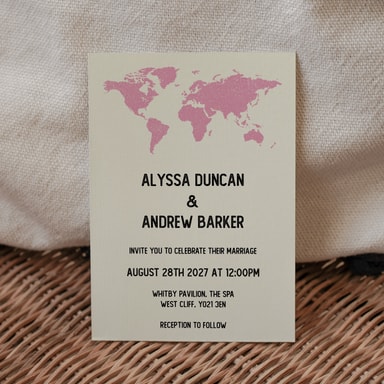 ALYSSA DUNCAN
&
ANDREW BARKER
INVITE YOU TO CELEBRATE THEIR MARRIAGE
AUGUST 28TH 2027 AT 12:00PM
WHITBY PAVILION, THE SPA
WEST CLIFF, YO21 3EN
RECEPTION TO FOLLOW